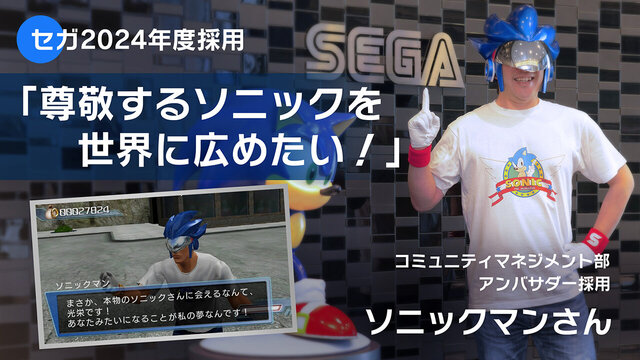 セガ2024年度採用
SEGA
「尊敬するソニックを
世界に広めたい！」
SONIC
S
00027824
ソニックマン
まさか、本物のソニックさんに会えるなんて、
光栄です！
あなたみたいになることが私の夢なんです！
コミュニティマネジメント部
アンバサダー採用
ソニックマンさん